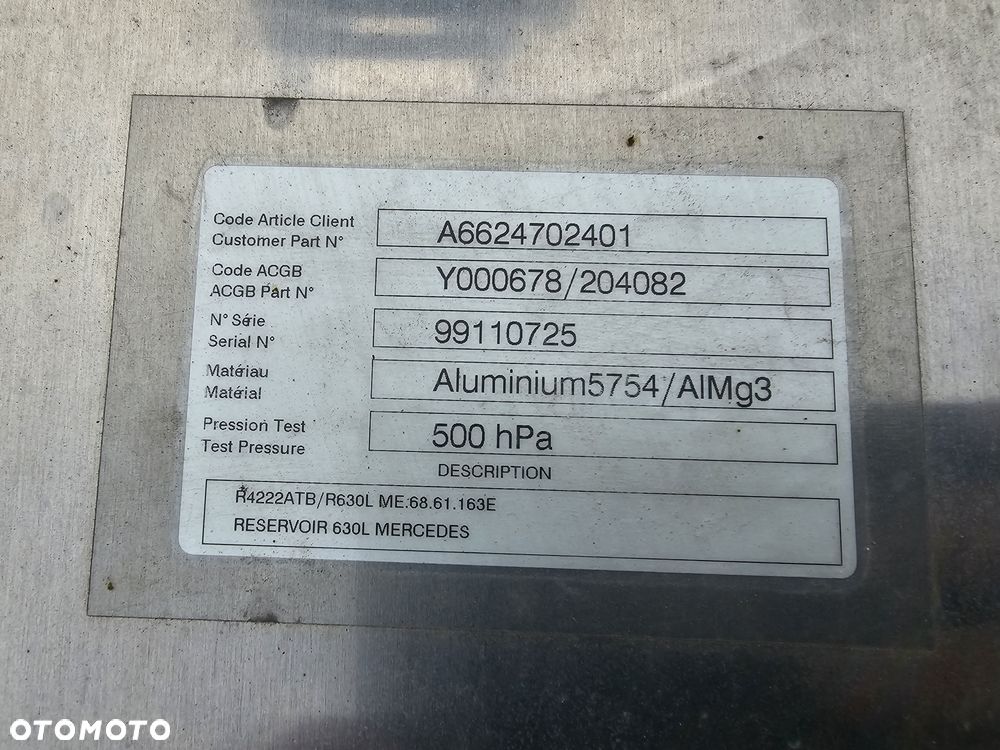 Code Article Client
Customer Part N°
A6624702401
Code ACGB
ACGB Part N°
Y000678/204082
N° Série
Serial N°
99110725
Matériau
Matérial
Aluminium5754/AlMg3
Pression Test
Test Pressure
500 hPa
DESCRIPTION
R4222ATB/R630L ME.68.61.163E
RESERVOIR 630L MERCEDES
OTOMOTO